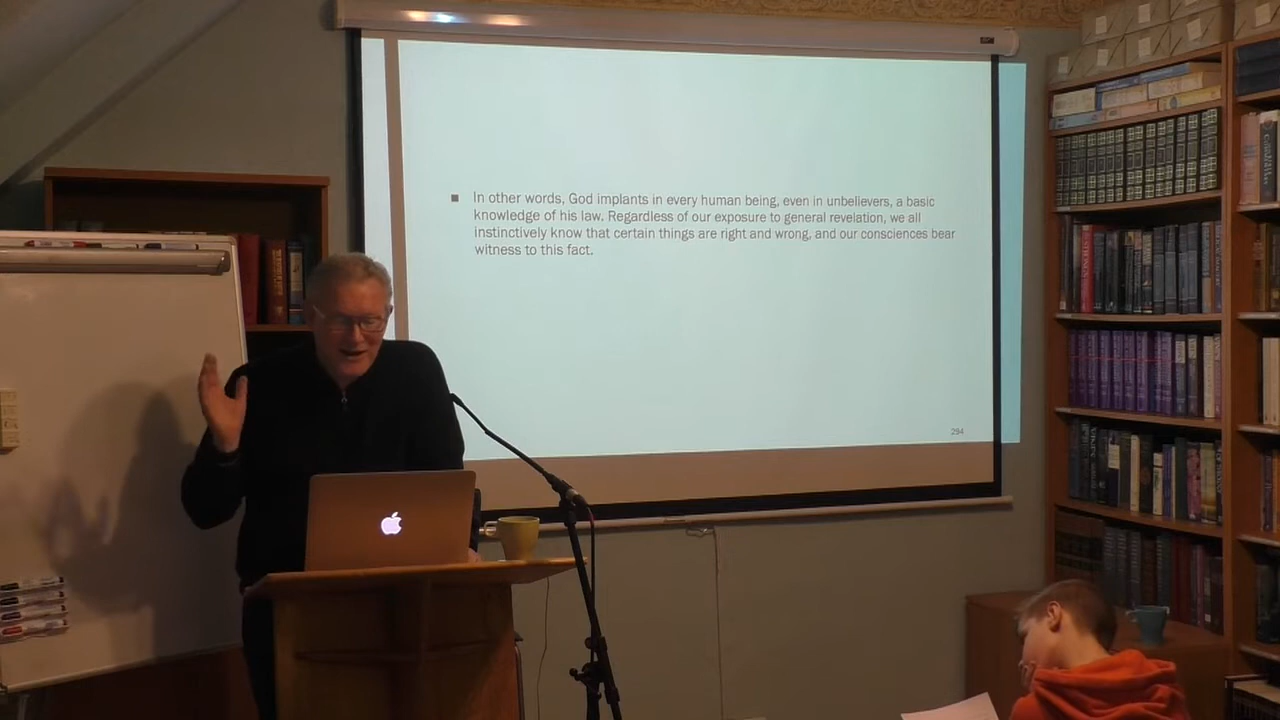 ■ In other words, God implants in every human being, even in unbelievers, a basic
knowledge of his law. Regardless of our exposure to general revelation, we all
instinctively know that certain things are right and wrong, and our consciences bear
witness to this fact.
294